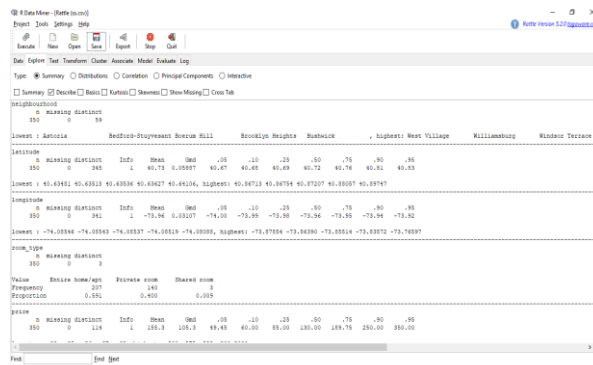 R Data Miner - [Rattle (ss.csv)]
Project Tools Settings Help
Rattle Version 5.2.0 togaware.c
Execute New Open Save Export Stop Quit
Data Explore Test Transform Cluster Associate Model Evaluate Log
Type: Summary Distributions Correlation Principal Components Interactive
Summary Describe Basics Kurtosis Skewness Show Missing Cross Tab
neighbourhood
n missing distinct
350 0 59
lowest : Astoria Bedford-Stuyvesant Boerum Hill Brooklyn Heights Bushwick , highest: West Village Williamsburg Windsor Terrace
latitude
n missing distinct Info Mean Gmd .05 .10 .25 .50 .75 .90 .95
350 0 345 1 40.73 0.05887 40.67 40.68 40.69 40.72 40.76 40.81 40.83
lowest : 40.63481 40.63518 40.63536 40.63627 40.64106, highest: 40.86713 40.86754 40.87207 40.88057 40.89747
longitude
n missing distinct Info Mean Gmd .05 .10 .25 .50 .75 .90 .95
350 0 341 1 -73.96 0.03107 -74.00 -73.99 -73.98 -73.96 -73.95 -73.94 -73.92
lowest : -74.08566 -74.08563 -74.08537 -74.08519 -74.08088, highest: -73.87886 -73.86390 -73.85516 -73.83872 -73.76597
room_type
n missing distinct
350 0 3
Value Entire home/apt Private room Shared room
Frequency 207 140 3
Proportion 0.591 0.400 0.009
price
n missing distinct Info Mean Gmd .05 .10 .25 .50 .75 .90 .95
350 0 114 1 155.3 105.3 49.45 60.00 85.00 130.00 189.75 250.00 350.00
Find: Find Next